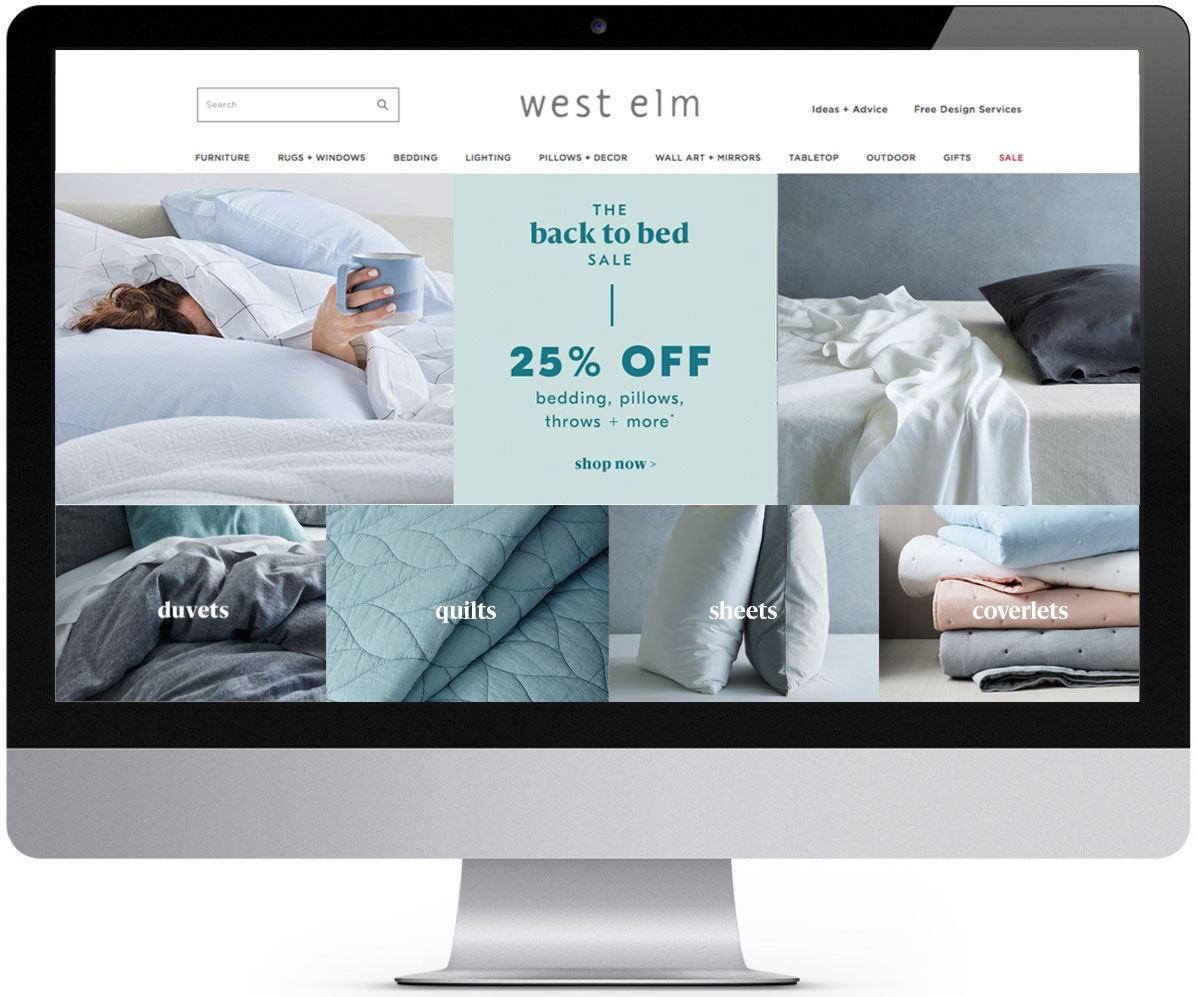 Search
west elm
Ideas + Advice
Free Design Services
FURNITURE
RUGS + WINDOWS
BEDDING
LIGHTING
PILLOWS + DECOR
WALL ART + MIRRORS
TABLETOP
OUTDOOR
GIFTS
SALE
THE
back to bed
SALE
25% OFF
bedding, pillows,
throws + more*
shop now >
duvets
quilts
sheets
coverlets